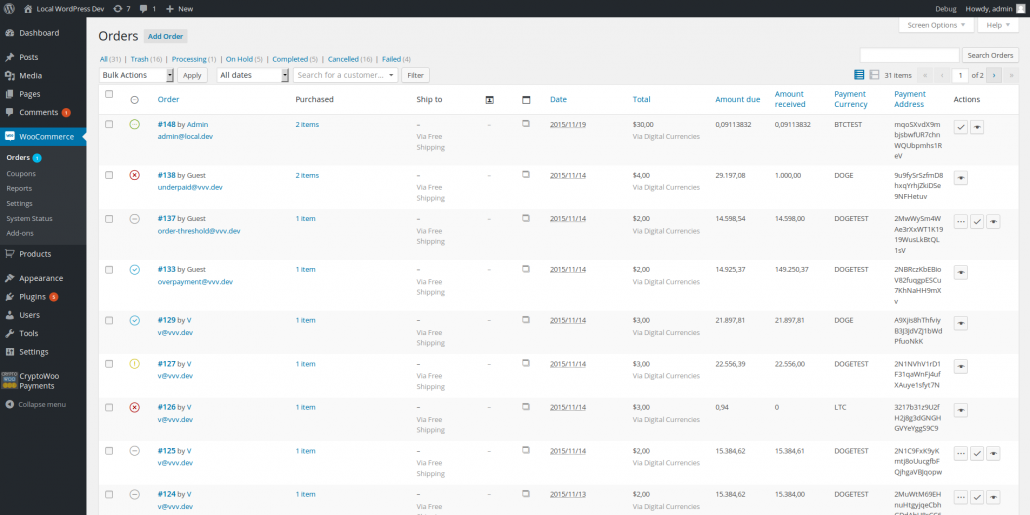 Local WordPress Dev 7 1 + New Debug Howdy, admin
Screen Options Help
Dashboard
Posts
Media
Pages
Comments 1
WooCommerce
Orders 1
Coupons
Reports
Settings
System Status
Add-ons
Products
Appearance
Plugins
Users
Tools
Settings
CryptoWoo
Payments
Collapse menu
Orders Add Order
All (31) | Trash (16) | Processing (1) | On Hold (5) | Completed (5) | Cancelled (16) | Failed (4)
Search Orders
Bulk Actions Apply All dates Search for a customer... Filter 31 items « ‹ 1 of 2 › »
Order Purchased Ship to Date Total Amount due Amount received Payment Currency Payment Address Actions
#148 by Admin 2 items – – 2015/11/19 $30,00 0,09113832 0,09113832 BTCTEST
admin@local.dev Via Free Shipping Via Digital Currencies
#138 by Guest 2 items – – 2015/11/14 $4,00 29.197,08 1.000,00 DOGE
underpaid@vvv.dev Via Free Shipping Via Digital Currencies
#137 by Guest 1 item – – 2015/11/14 $2,00 14.598,54 14.598,00 DOGETEST
order-threshold@vvv.dev Via Free Shipping Via Digital Currencies
#133 by Guest 1 item – – 2015/11/14 $2,00 14.925,37 149.250,37 DOGETEST
overpayment@vvv.dev Via Free Shipping Via Digital Currencies
#129 by V 1 item – – 2015/11/14 $3,00 21.897,81 21.897,81 DOGE
v@vvv.dev Via Free Shipping Via Digital Currencies
#127 by V 1 item – – 2015/11/14 $3,00 22.556,39 22.556,00 DOGETEST
v@vvv.dev Via Free Shipping Via Digital Currencies
#126 by V 1 item – – 2015/11/14 $3,00 0,94 0 LTC
v@vvv.dev Via Free Shipping Via Digital Currencies
#125 by V 1 item – – 2015/11/14 $2,00 15.384,62 15.384,61 DOGETEST
v@vvv.dev Via Free Shipping Via Digital Currencies
#124 by V 1 item – – 2015/11/13 $2,00 15.384,62 15.384,00 DOGETEST
v@vvv.dev Via Free Shipping Via Digital Currencies